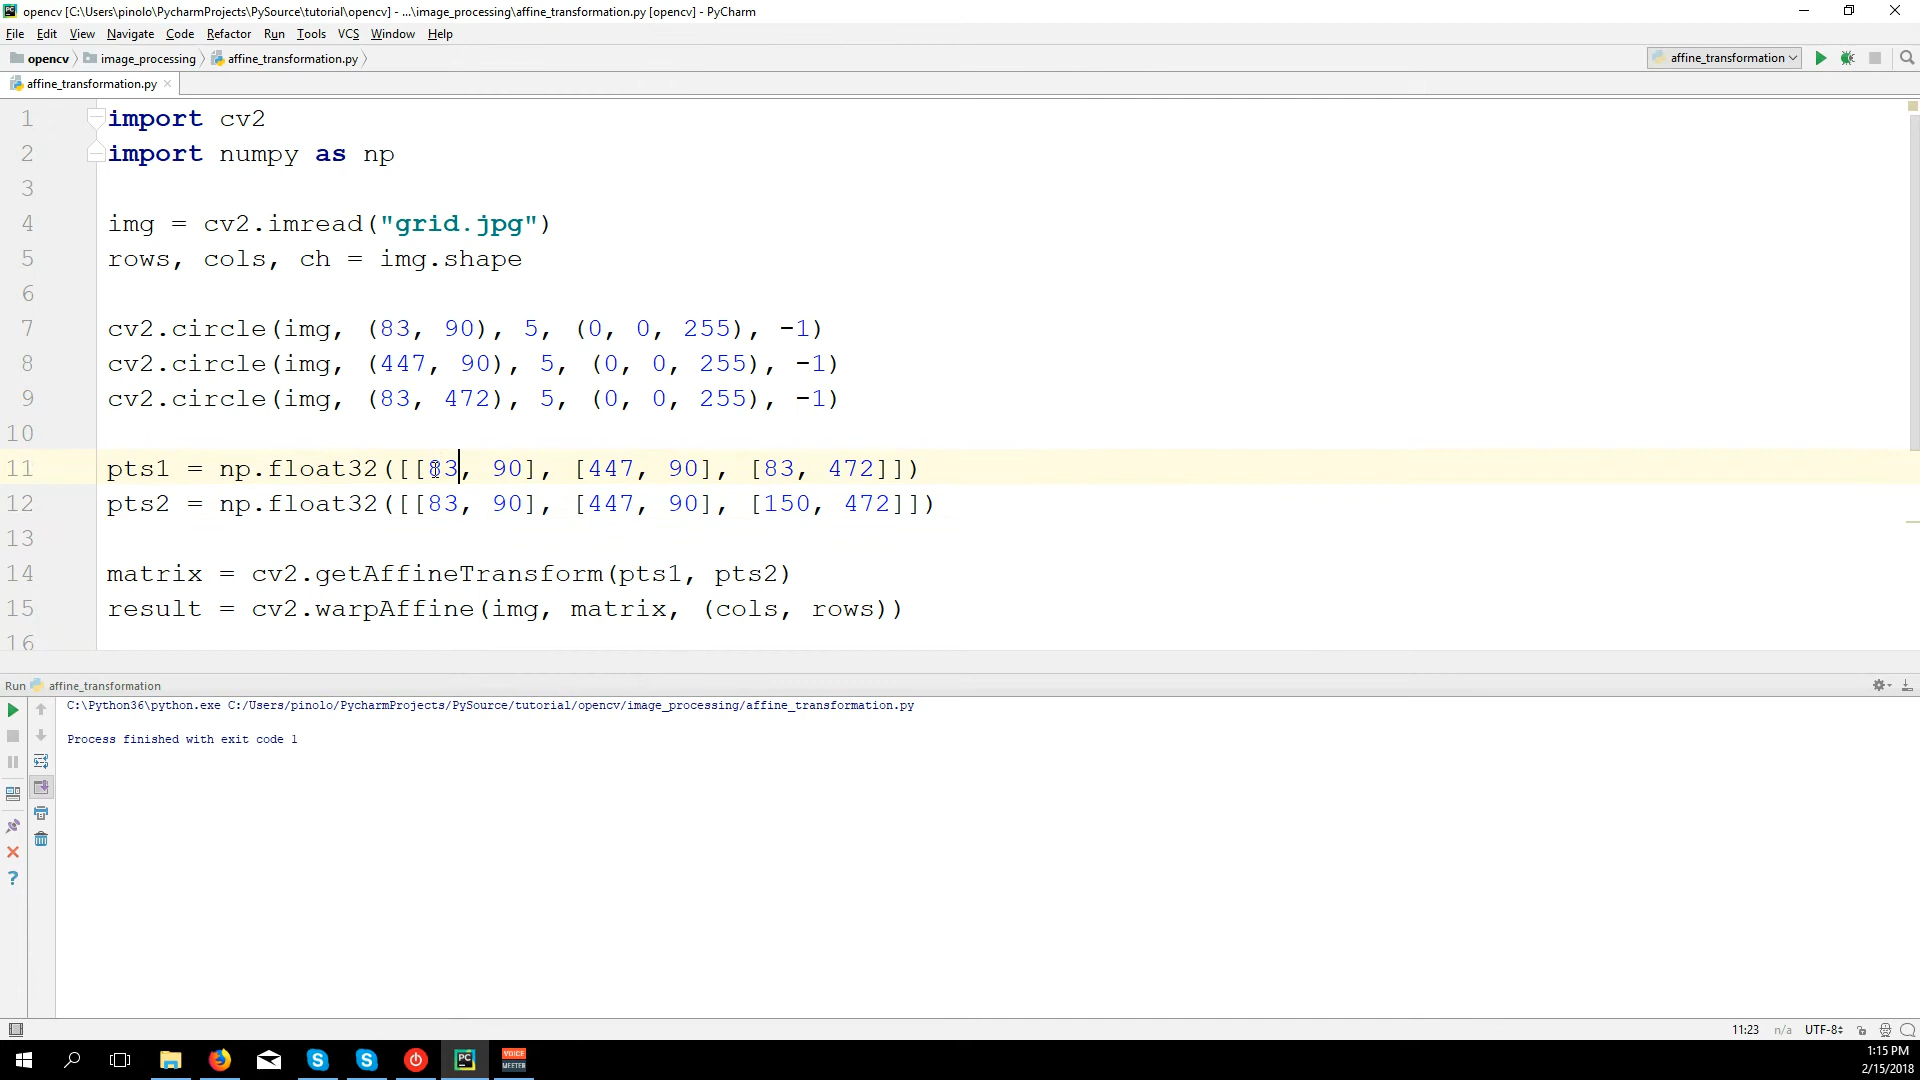 opencv [C:\Users\pinolo\PycharmProjects\PySource\tutorial\opencv] - ...\image_processing\affine_transformation.py [opencv] - PyCharm
File Edit View Navigate Code Refactor Run Tools VCS Window Help
opencv image_processing affine_transformation.py affine_transformation
affine_transformation.py
1 import cv2
2 import numpy as np
3
4 img = cv2.imread("grid.jpg")
5 rows, cols, ch = img.shape
6
7 cv2.circle(img, (83, 90), 5, (0, 0, 255), -1)
8 cv2.circle(img, (447, 90), 5, (0, 0, 255), -1)
9 cv2.circle(img, (83, 472), 5, (0, 0, 255), -1)
10
11 pts1 = np.float32([[83, 90], [447, 90], [83, 472]])
12 pts2 = np.float32([[83, 90], [447, 90], [150, 472]])
13
14 matrix = cv2.getAffineTransform(pts1, pts2)
15 result = cv2.warpAffine(img, matrix, (cols, rows))
16
Run affine_transformation
C:\Python36\python.exe C:/Users/pinolo/PycharmProjects/PySource/tutorial/opencv/image_processing/affine_transformation.py
Process finished with exit code 1
11:23 n/a UTF-8
PC VOICE MEETER
1:15 PM
2/15/2018